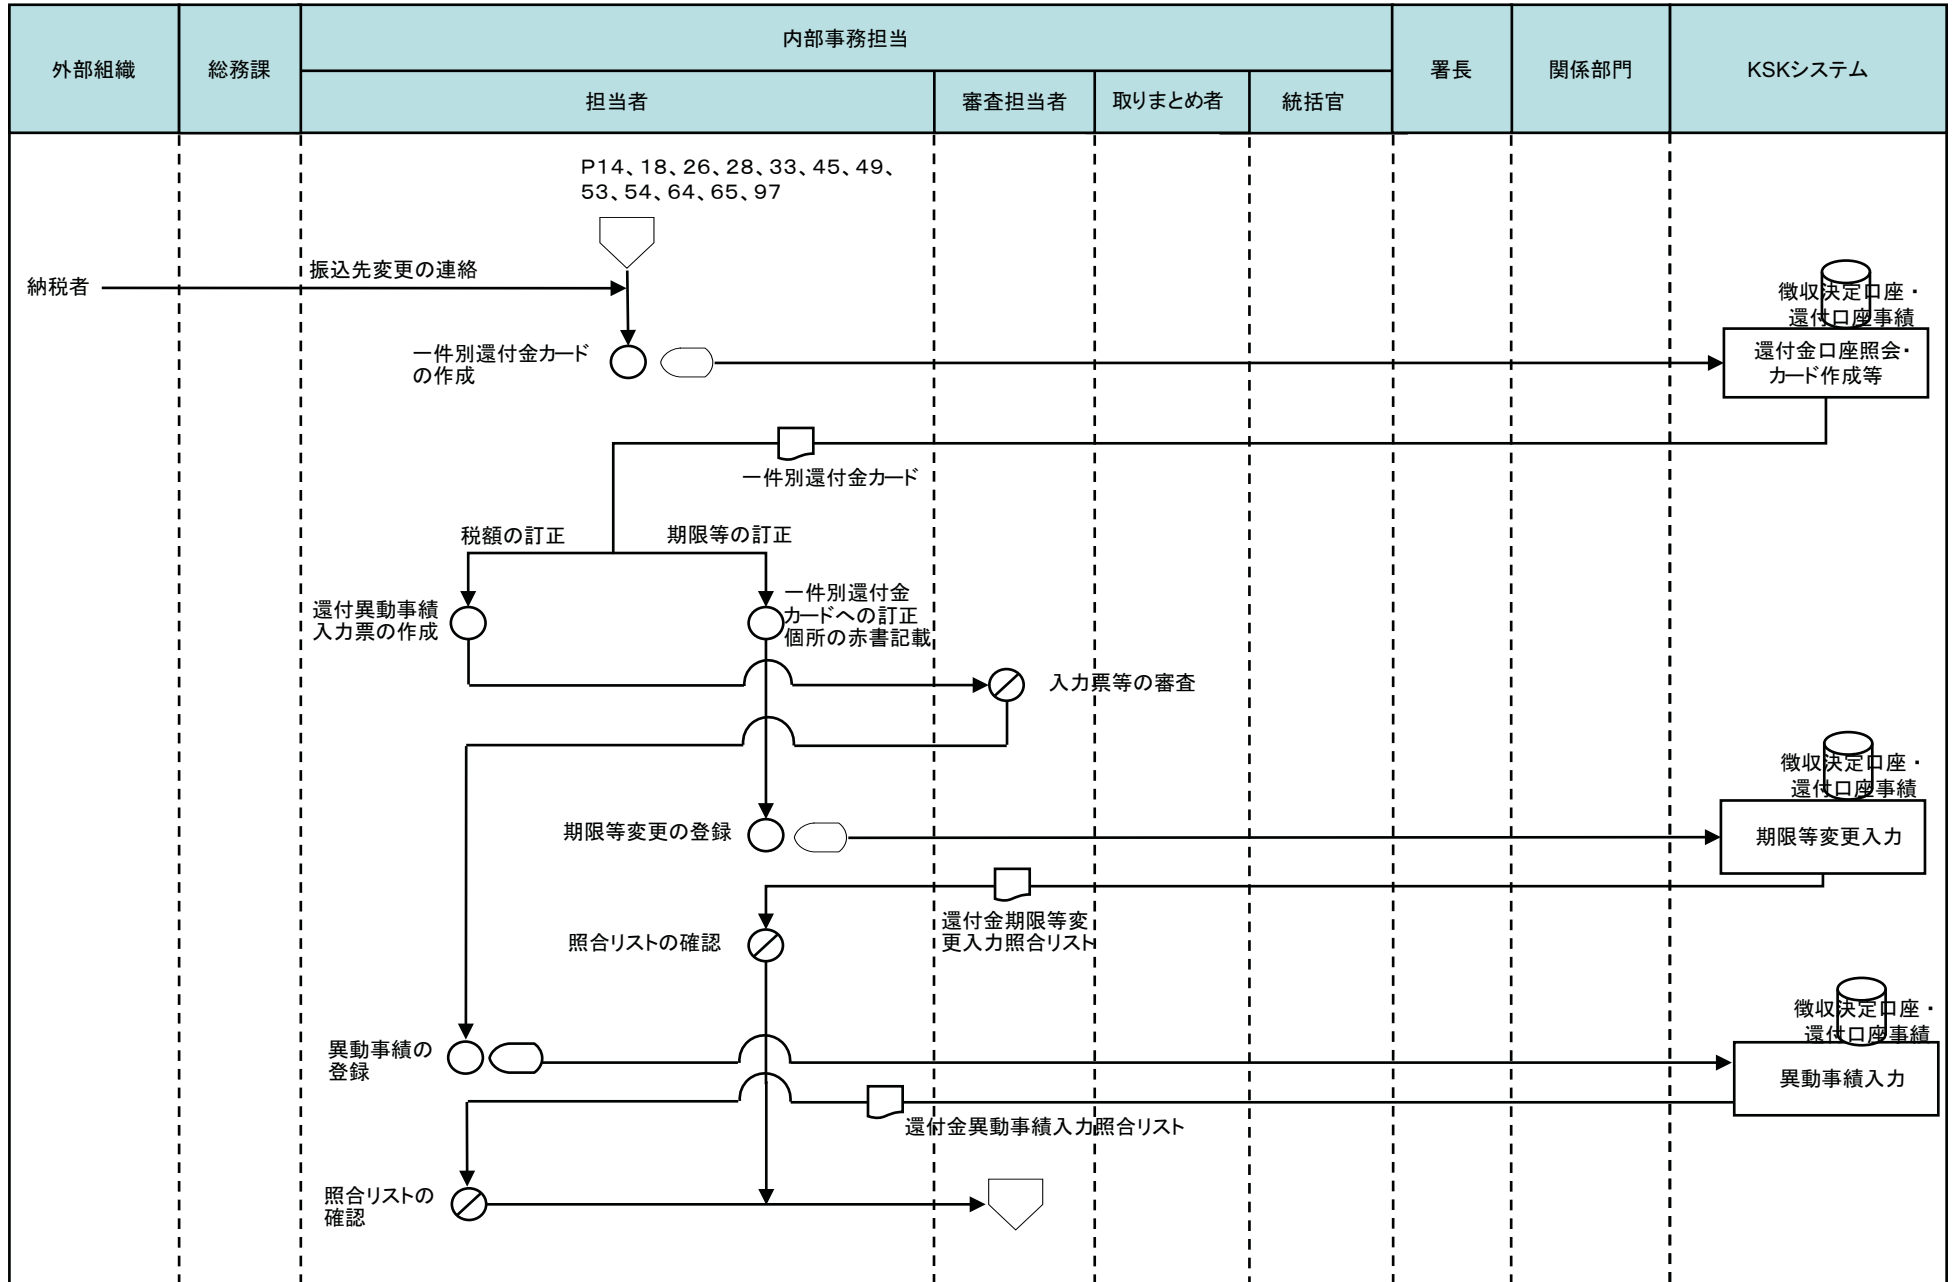 外部組織
総務課
内部事務担当
担当者
審査担当者
取りまとめ者
統括官
署長
関係部門
KSKシステム
P14、18、26、28、33、45、49、
53、54、64、65、97
納税者
振込先変更の連絡
徴収決定口座・
還付口座事績
一件別還付金カード
の作成
還付金口座照会・
カード作成等
一件別還付金カード
税額の訂正
期限等の訂正
還付異動事績
入力票の作成
一件別還付金
カードへの訂正
個所の赤書記載
入力票等の審査
徴収決定口座・
還付口座事績
期限等変更の登録
期限等変更入力
還付金期限等変
更入力照合リスト
照合リストの確認
徴収決定口座・
還付口座事績
異動事績の
登録
異動事績入力
還付金異動事績入力照合リスト
照合リストの
確認